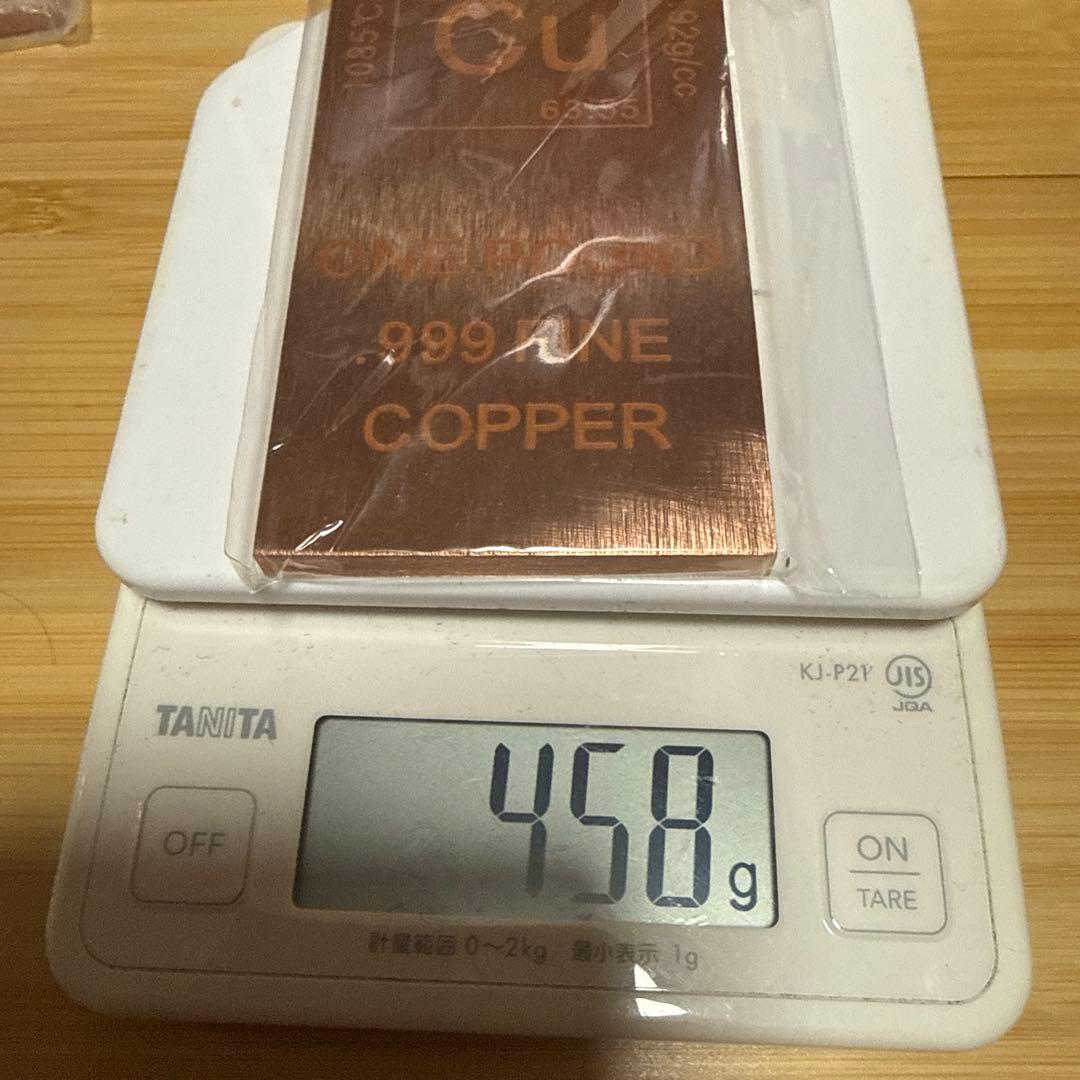 Cu
1085℃
92g/cc
63.55
ONE POUND
.999 FINE
COPPER
KJ-P21
JIS
JQA
TANITA
458g
OFF
ON
TARE
計量範囲 0～2kg 最小表示 1g